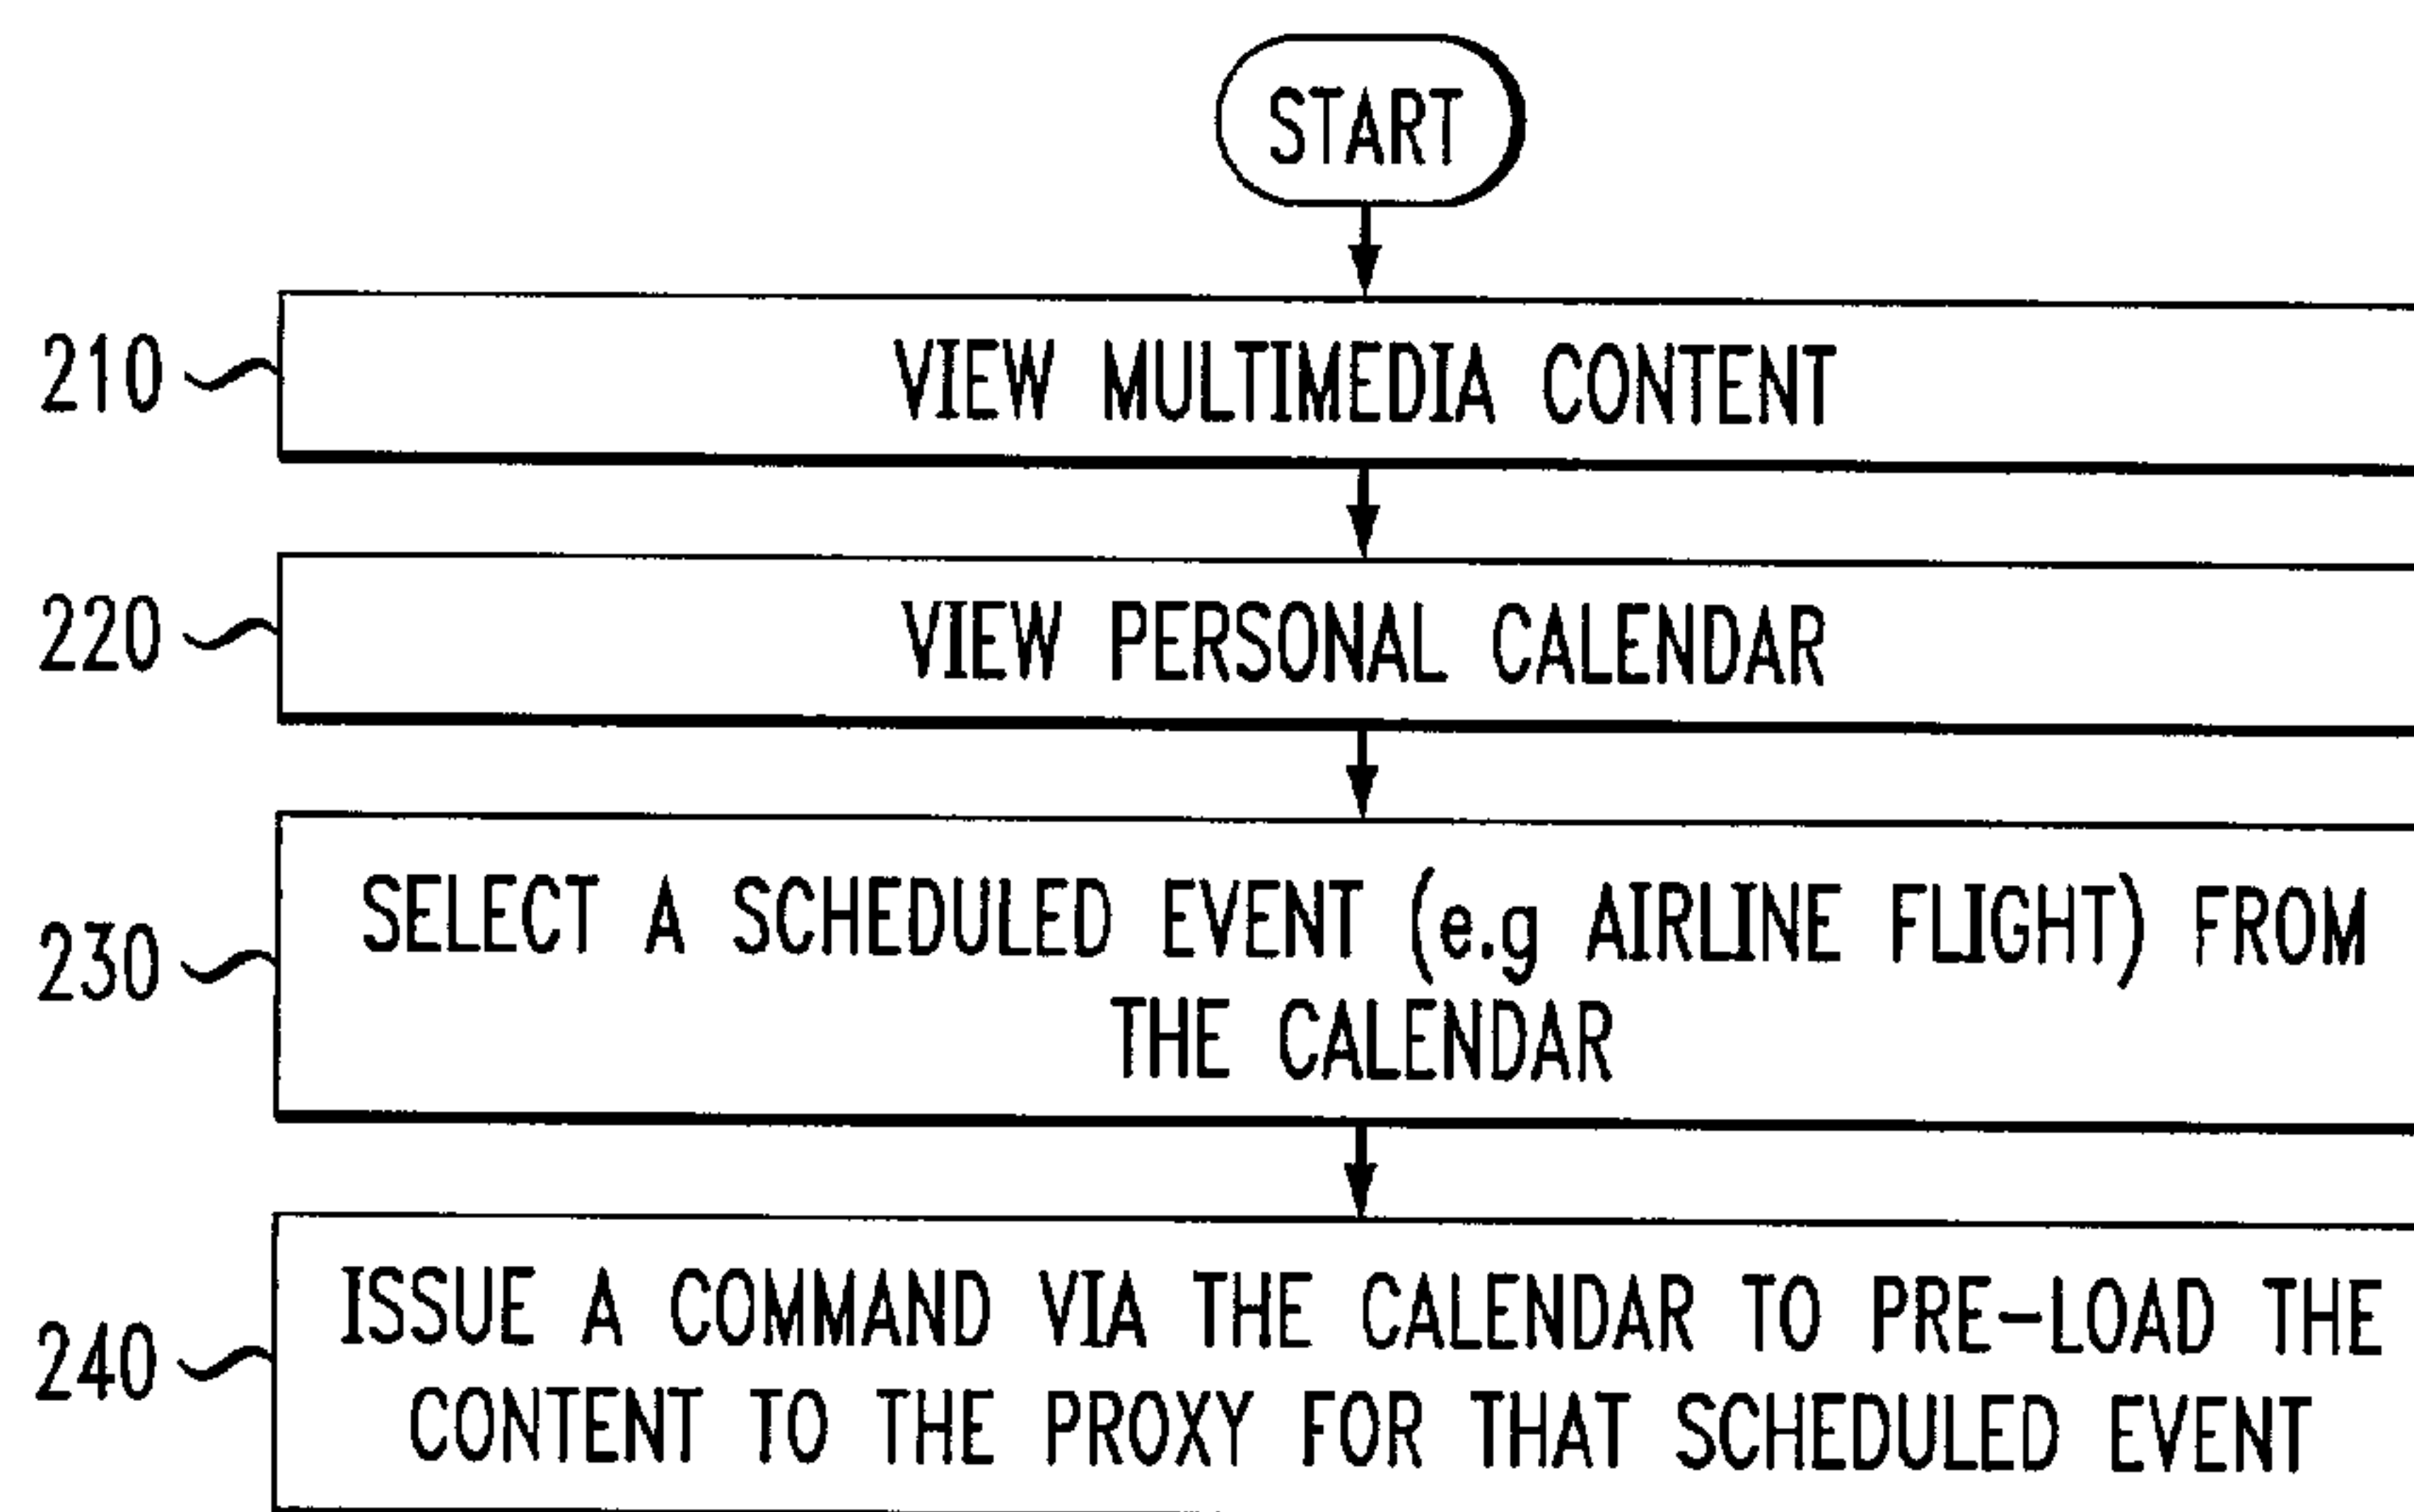 START
210
VIEW MULTIMEDIA CONTENT
220
VIEW PERSONAL CALENDAR
230
SELECT A SCHEDULED EVENT (e.g AIRLINE FLIGHT) FROM
THE CALENDAR
240
ISSUE A COMMAND VIA THE CALENDAR TO PRE-LOAD THE
CONTENT TO THE PROXY FOR THAT SCHEDULED EVENT